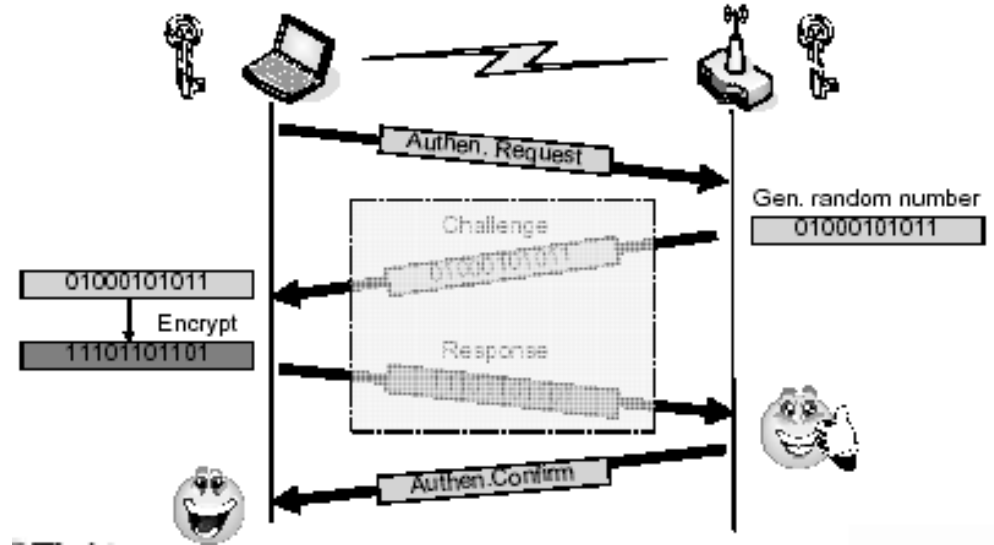 Authen. Request
Gen. random number
01000101011
Challenge
01000101011
01000101011
Encrypt
11101101101
Response
Authen.Confirm